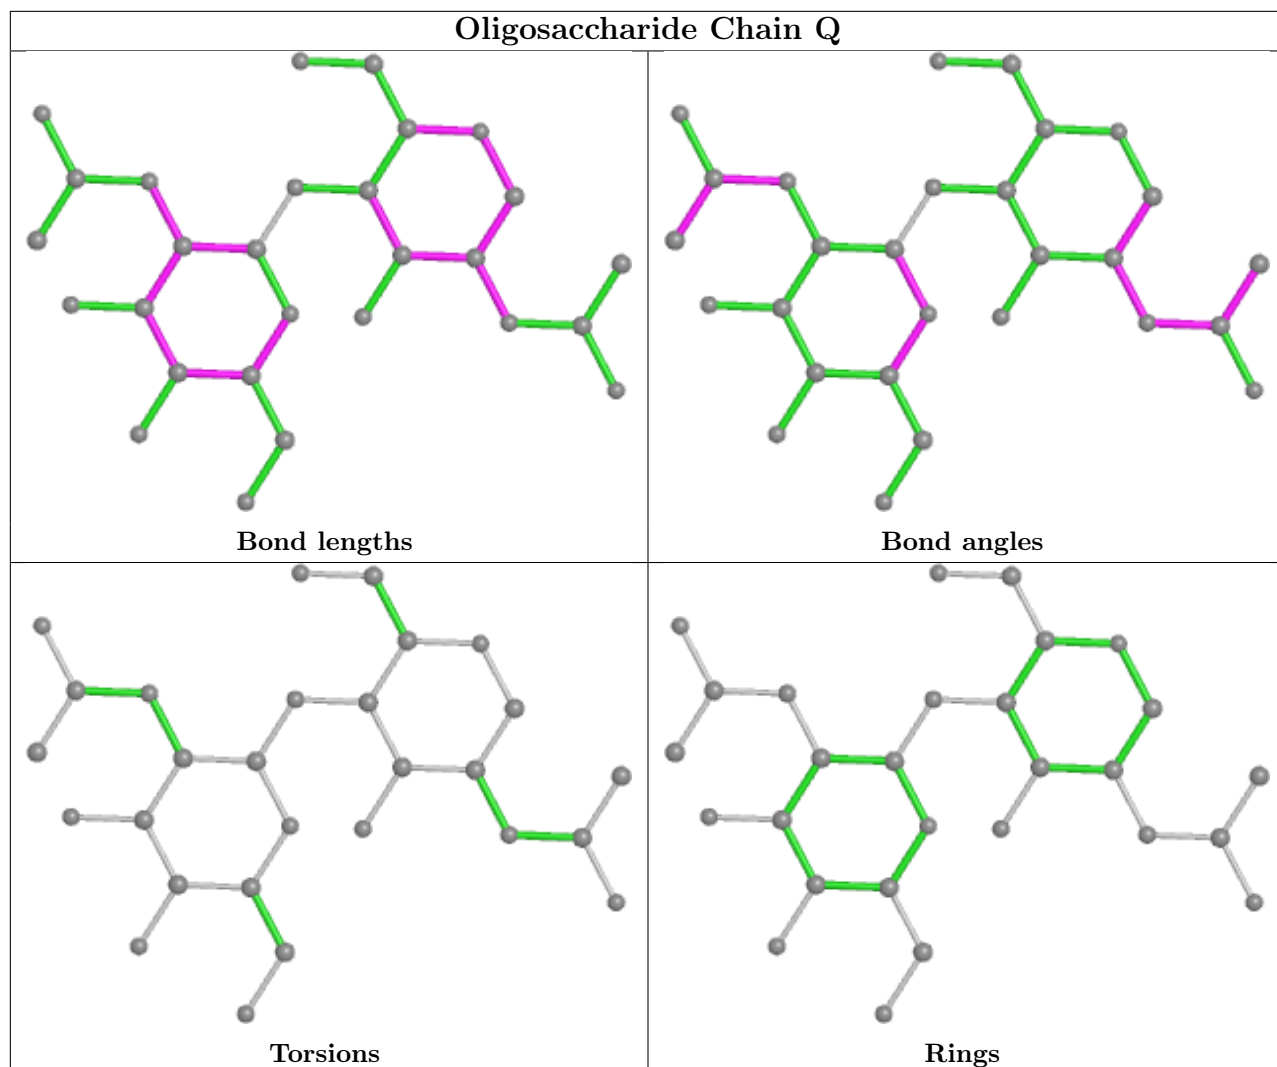 Oligosaccharide Chain Q
Bond lengths
Bond angles
Torsions
Rings